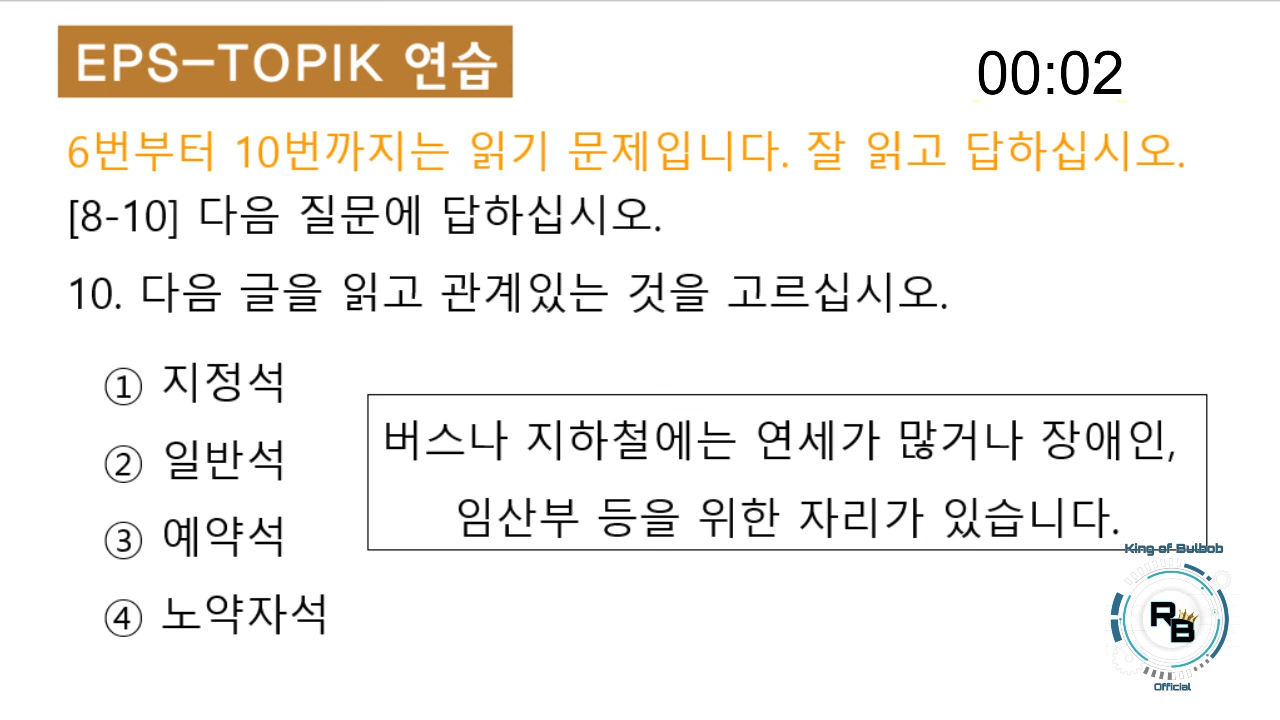 EPS-TOPIK 연습
00:02
6번부터 10번까지는 읽기 문제입니다. 잘 읽고 답하십시오.
[8-10] 다음 질문에 답하십시오.
10. 다음 글을 읽고 관계있는 것을 고르십시오.
① 지정석
② 일반석
③ 예약석
④ 노약자석
버스나 지하철에는 연세가 많거나 장애인,
임산부 등을 위한 자리가 있습니다.
King of Bulbob
RB
Official